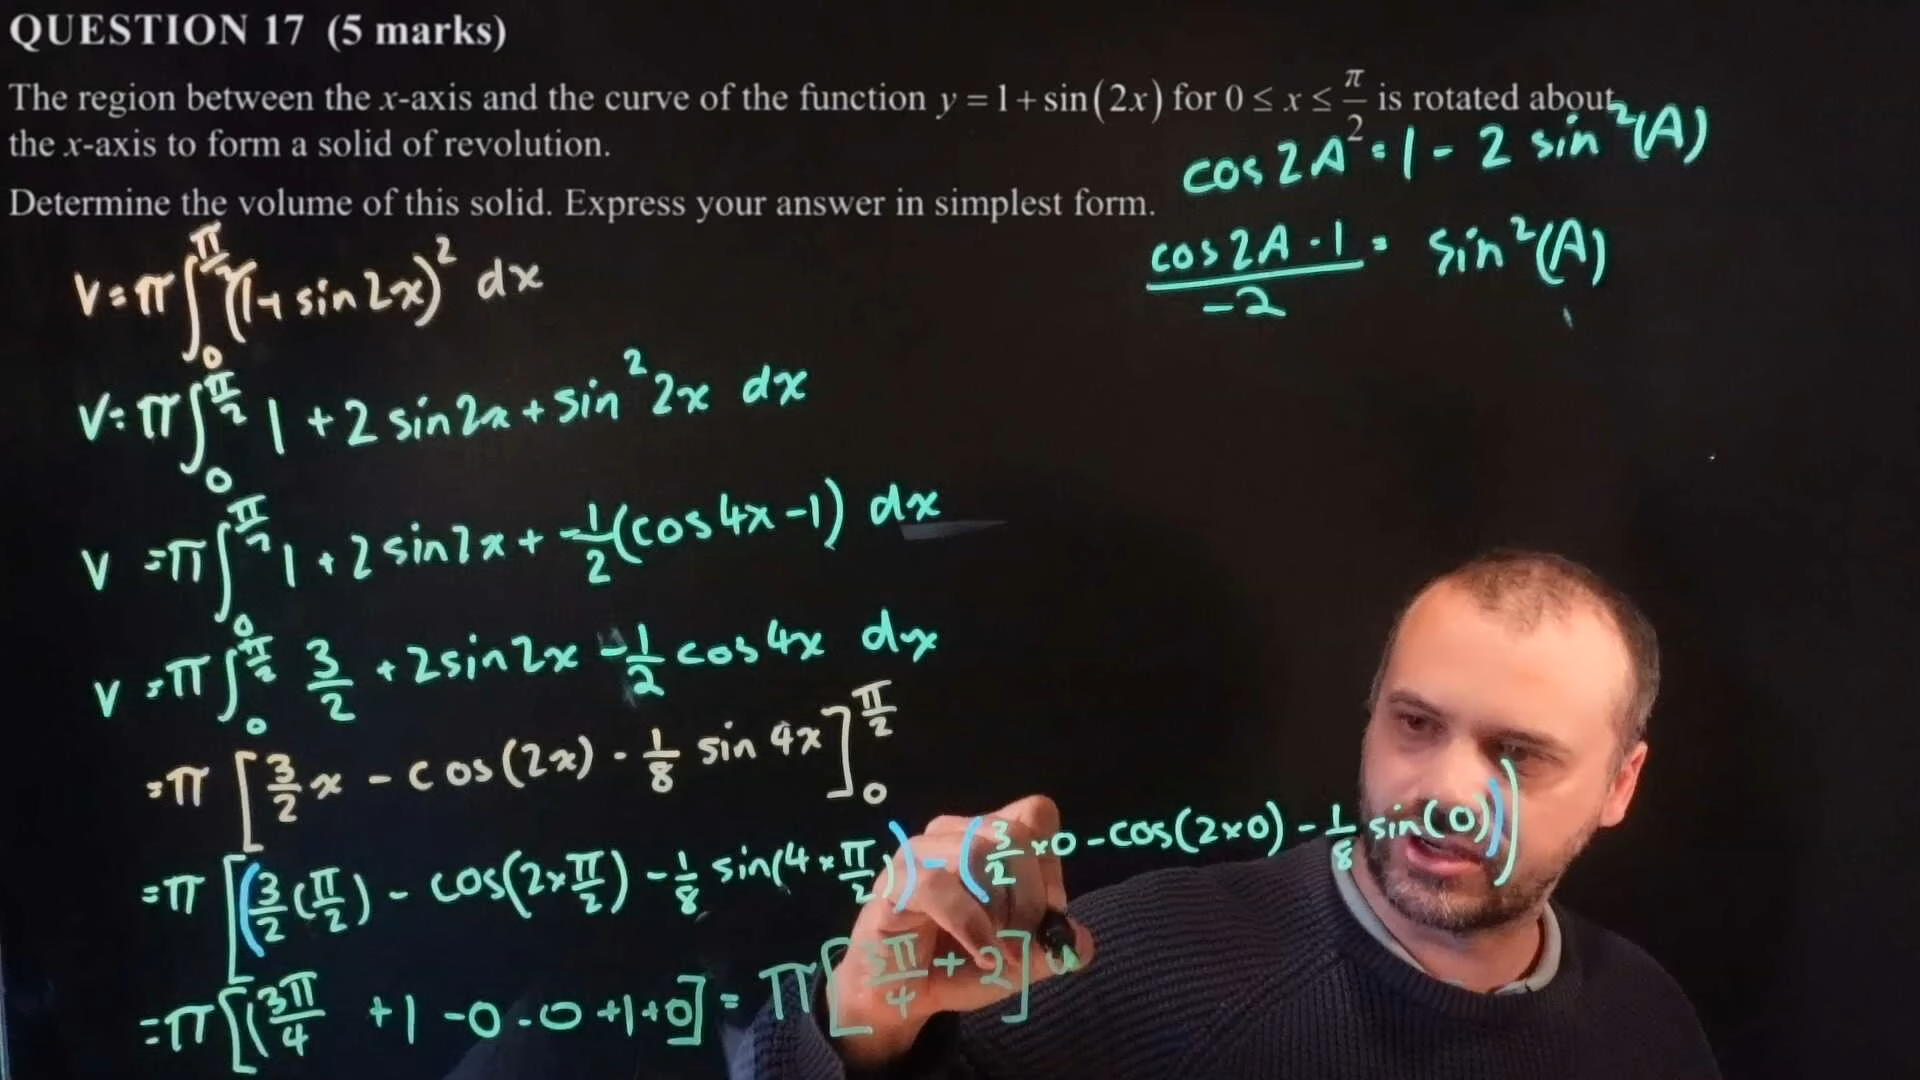 QUESTION 17 (5 marks)
The region between the x-axis and the curve of the function y = 1 + sin(2x) for 0 ≤ x ≤ π/2 is rotated about
the x-axis to form a solid of revolution.
Determine the volume of this solid. Express your answer in simplest form.
cos 2A = 1 - 2 sin²(A)
(cos 2A - 1)/-2 = sin²(A)
V = π ∫₀^(π/2) (1 + sin 2x)² dx
V = π ∫₀^(π/2) 1 + 2 sin 2x + sin² 2x dx
V = π ∫₀^(π/2) 1 + 2 sin 2x + -1/2 (cos 4x - 1) dx
V = π ∫₀^(π/2) 3/2 + 2 sin 2x - 1/2 cos 4x dx
= π [3/2 x - cos(2x) - 1/8 sin 4x]₀^(π/2)
= π [(3/2 (π/2) - cos(2×π/2) - 1/8 sin(4×π/2)) - (3/2 × 0 - cos(2×0) - 1/8 sin(0))]
= π [(3π/4 + 1 - 0 - 0 + 1 + 0] = π [3π/4 + 2] u